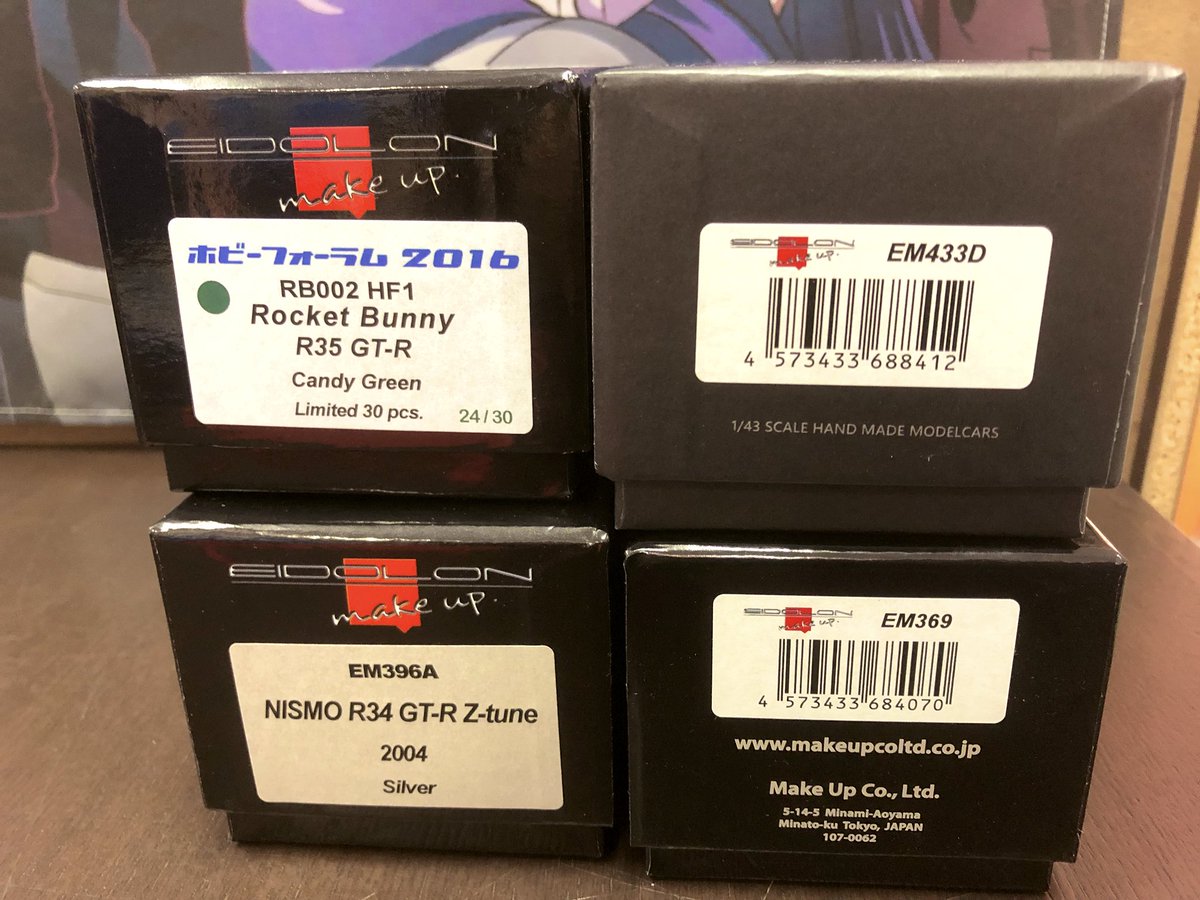 EIDOLON
make up.
ホビーフォーラム 2016
RB002 HF1
Rocket Bunny
R35 GT-R
Candy Green
Limited 30 pcs. 24/30
EIDOLON
make up.
EM433D
4 573433 688412
1/43 SCALE HAND MADE MODELCARS
EIDOLON
make up.
EM396A
NISMO R34 GT-R Z-tune
2004
Silver
EIDOLON
make up.
EM369
4 573433 684070
www.makeupcoltd.co.jp
Make Up Co., Ltd.
5-14-5 Minami-Aoyama
Minato-ku Tokyo, JAPAN
107-0062